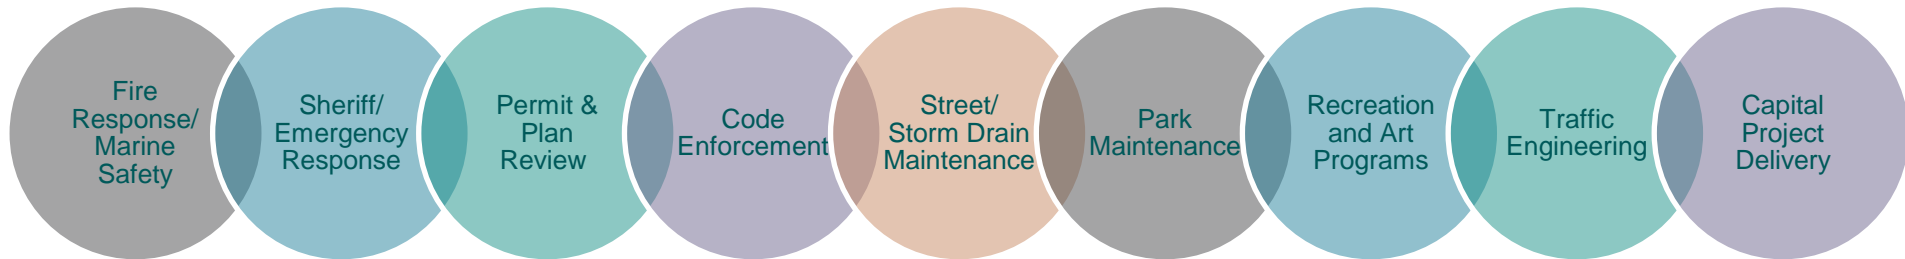 Fire
Response/
Marine
Safety
Sheriff/
Emergency
Response
Permit &
Plan
Review
Code
Enforcement
Street/
Storm Drain
Maintenance
Park
Maintenance
Recreation
and Art
Programs
Traffic
Engineering
Capital
Project
Delivery